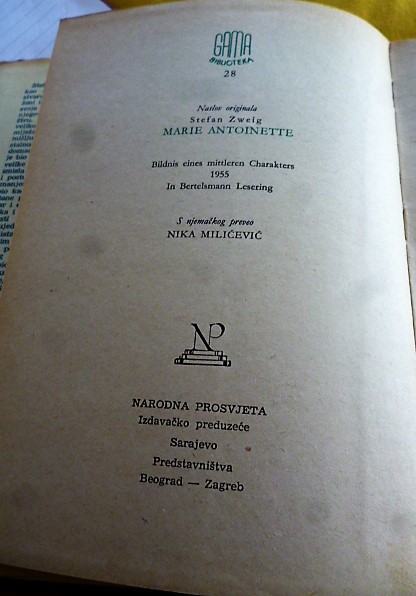 GAMA
BIBLIOTEKA
28
Naslov originala
Stefan Zweig
MARIE ANTOINETTE
Bildnis eines mittleren Charakters
1955
In Bertelsmann Lesering
S njemačkog preveo
NIKA MILIĆEVIĆ
NP
NARODNA PROSVJETA
Izdavačko preduzeće
Sarajevo
Predstavništva
Beograd — Zagreb